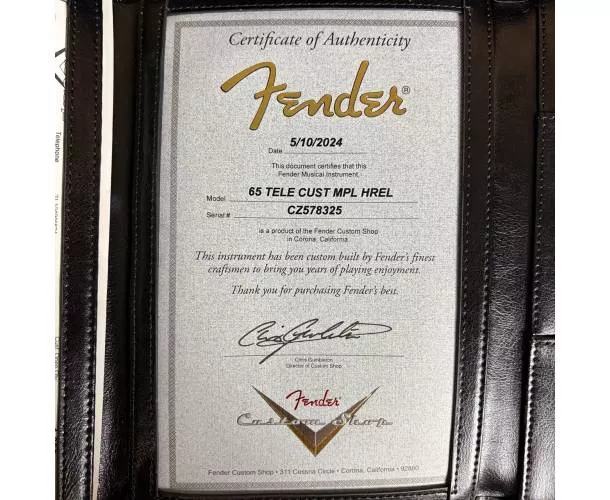 Certificate of Authenticity
Fender®
Date 5/10/2024
This document certifies that this
Fender Musical Instrument.
Model 65 TELE CUST MPL HREL
Serial # CZ578325
is a product of the Fender Custom Shop
in Corona, California.
This instrument has been custom built by Fender's finest
craftsmen to bring you years of playing enjoyment.
Thank you for purchasing Fender's best.
Chris Gumbleton
Chris Gumbleton
Director of Custom Shop
Fender
Custom Shop
Fender Custom Shop • 311 Cessna Circle • Corona, California • 92880
Telephone